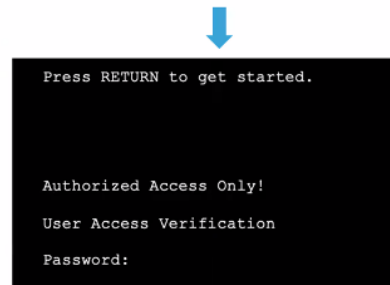 Press RETURN to get started.
Authorized Access Only!
User Access Verification
Password: